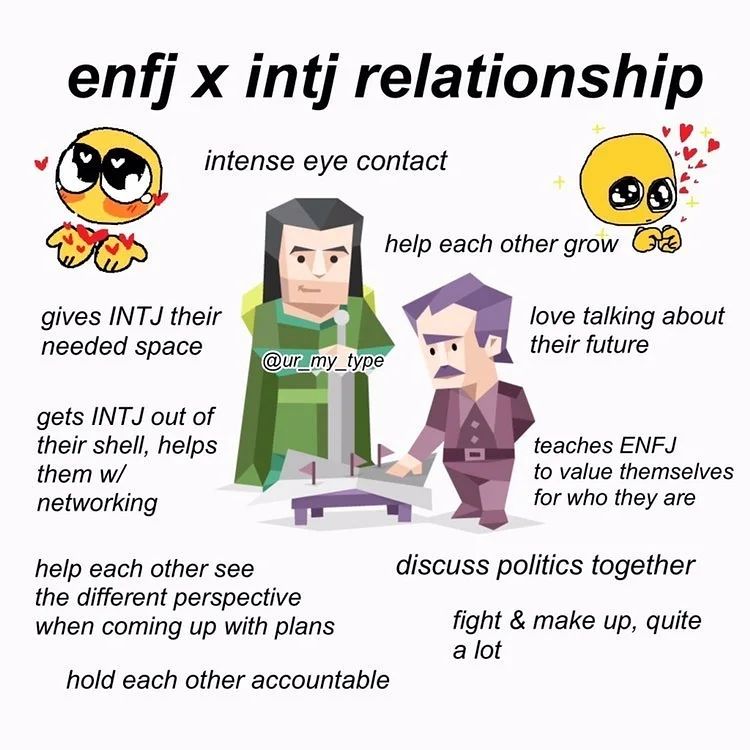 enfj x intj relationship
intense eye contact
help each other grow
gives INTJ their
needed space
love talking about
their future
@ur_my_type
gets INTJ out of
their shell, helps
them w/
networking
teaches ENFJ
to value themselves
for who they are
help each other see
the different perspective
when coming up with plans
discuss politics together
fight & make up, quite
a lot
hold each other accountable